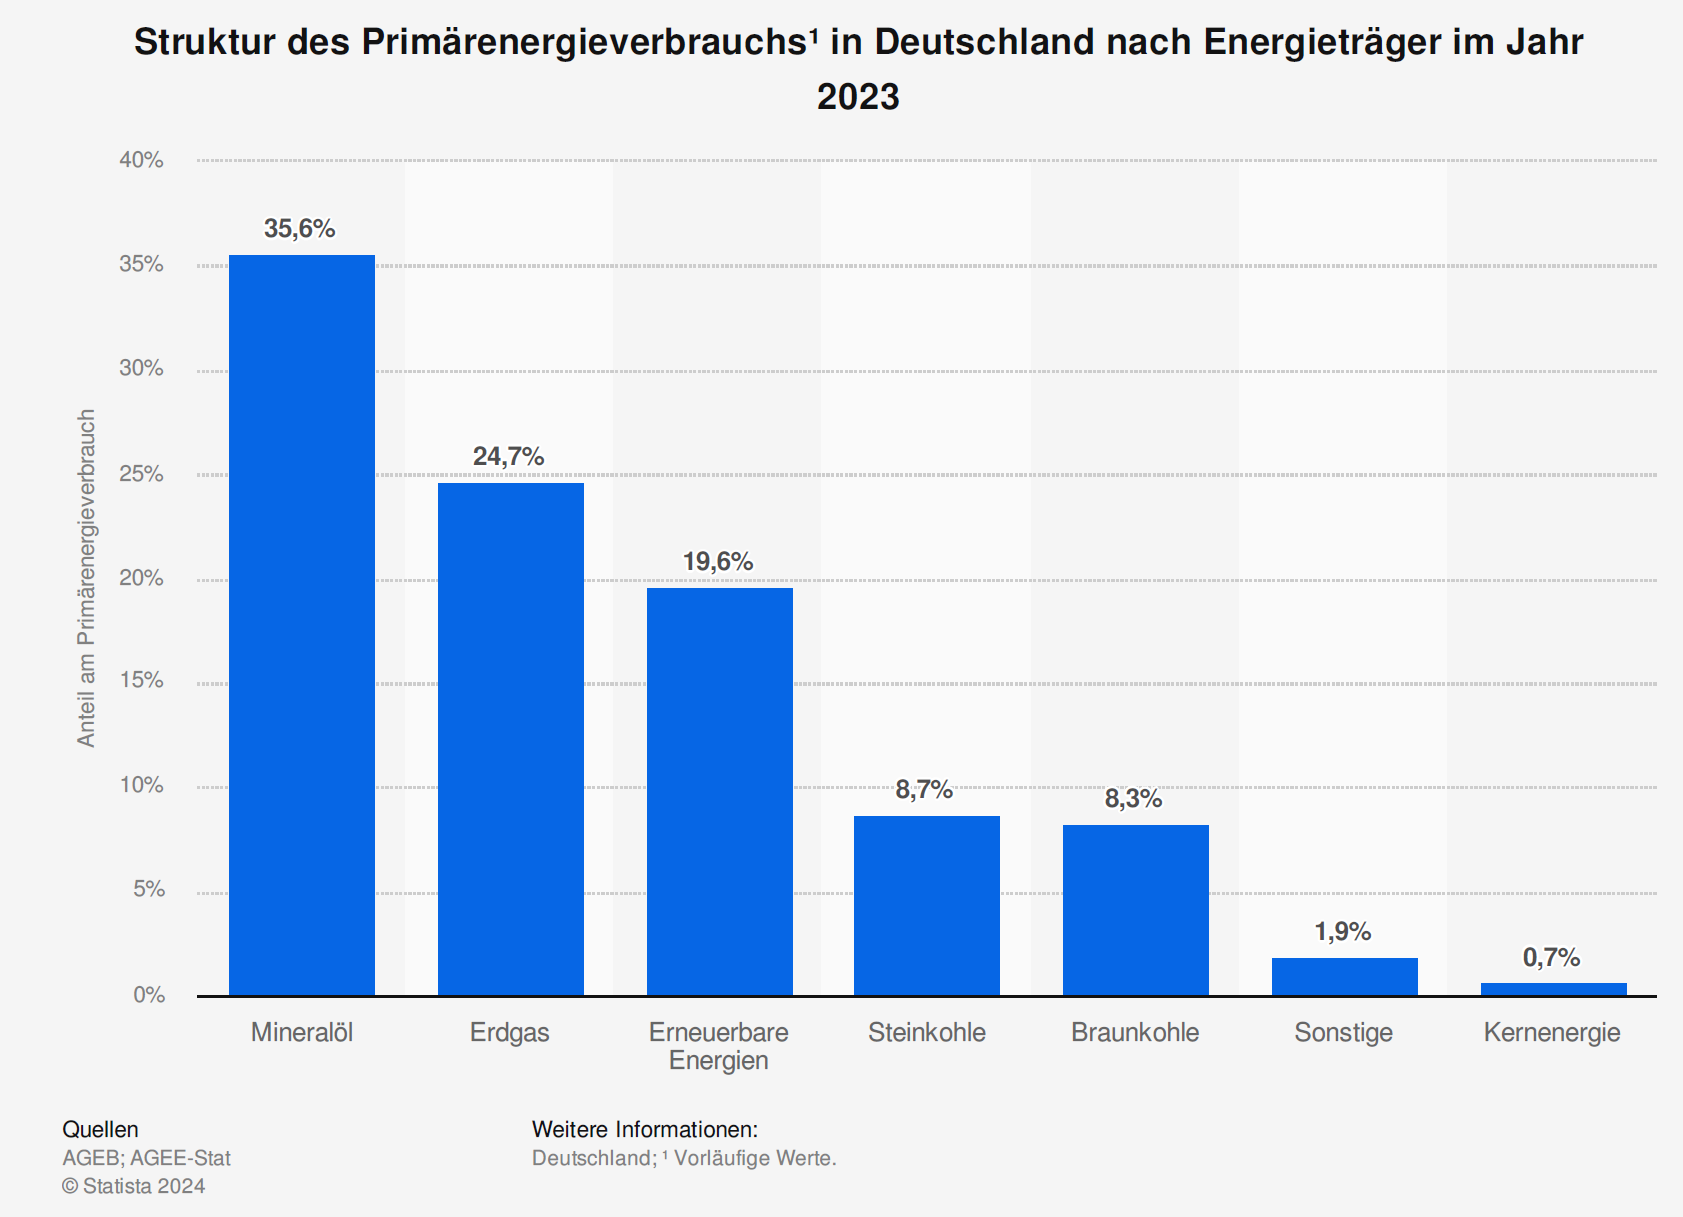 Struktur des Primärenergieverbrauchs¹ in Deutschland nach Energieträger im Jahr
2023
Anteil am Primärenergieverbrauch
40%
35%
30%
25%
20%
15%
10%
5%
0%
35,6%
24,7%
19,6%
8,7%
8,3%
1,9%
0,7%
Mineralöl
Erdgas
Erneuerbare
Energien
Steinkohle
Braunkohle
Sonstige
Kernenergie
Quellen
AGEB; AGEE-Stat
© Statista 2024
Weitere Informationen:
Deutschland; ¹ Vorläufige Werte.